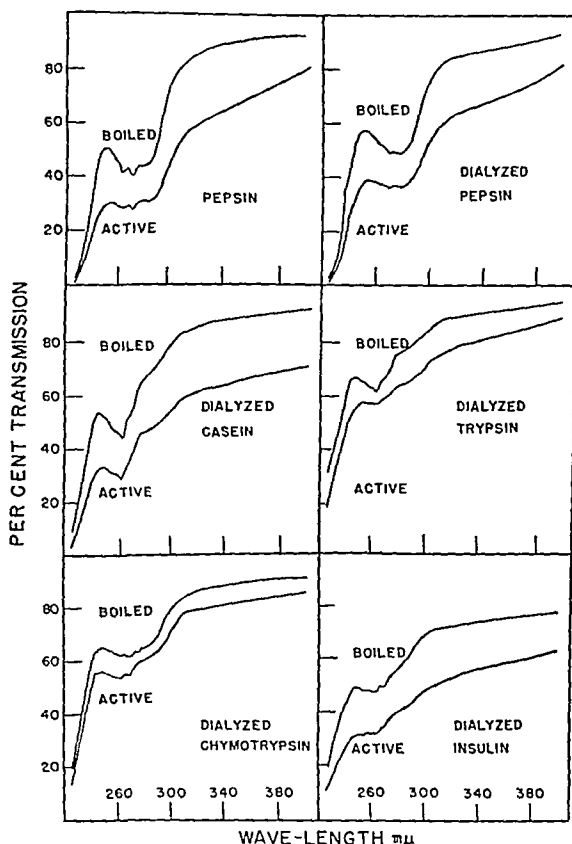 PER CENT TRANSMISSION
80
60
40
20
BOILED
PEPSIN
ACTIVE
BOILED
DIALYZED
PEPSIN
ACTIVE
80
60
40
20
BOILED
DIALYZED
CASEIN
ACTIVE
BOILED
DIALYZED
TRYPSIN
ACTIVE
80
60
40
20
BOILED
ACTIVE
DIALYZED
CHYMOTRYPSIN
260 300 340 380
BOILED
ACTIVE
DIALYZED
INSULIN
260 300 340 380
WAVE-LENGTH mμ